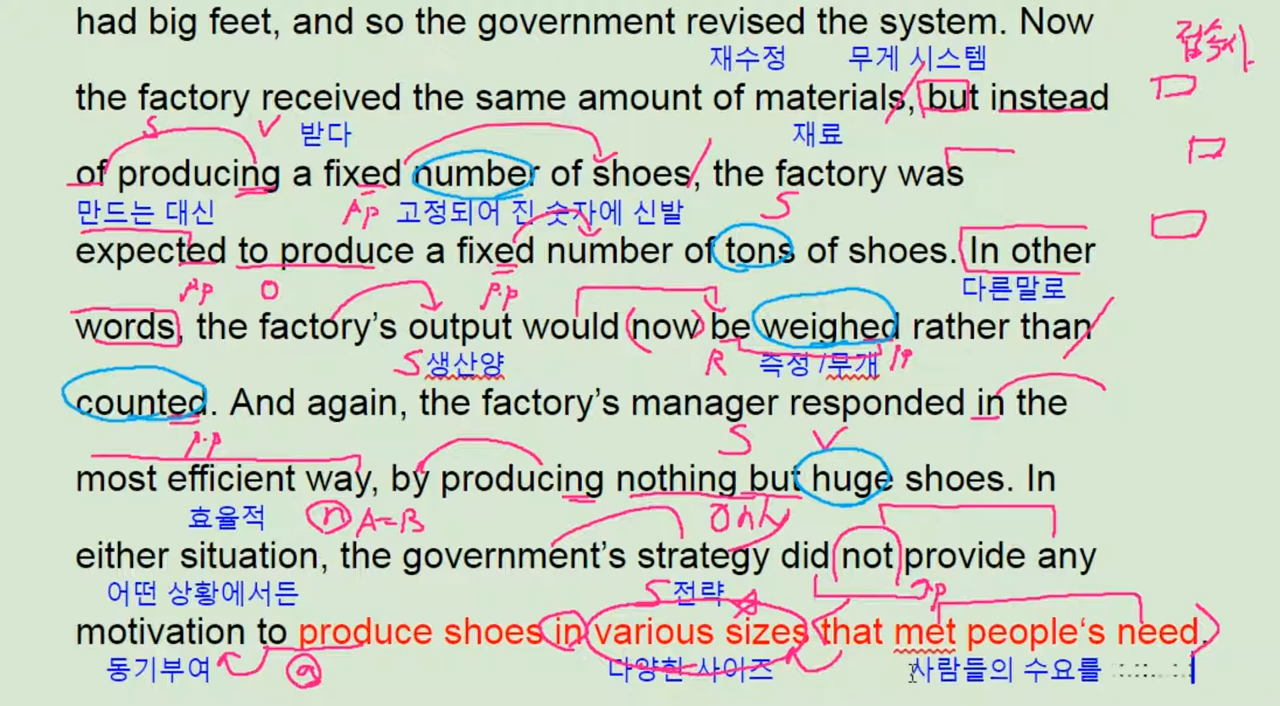 had big feet, and so the government revised the system. Now
재수정 무게 시스템
접속사
the factory received the same amount of materials, but instead
S V 받다 재료
of producing a fixed number of shoes, the factory was
만드는 대신 Ap 고정되어 진 숫자에 신발 S
expected to produce a fixed number of tons of shoes. In other
p.p O p.p 다른말로
words, the factory's output would (now) be weighed rather than
S 생산양 R 측정 /무개 p.p
counted. And again, the factory's manager responded in the
p.p S V
most efficient way, by producing nothing but huge shoes. In
효율적 n A=B only
either situation, the government's strategy did not provide any
어떤 상황에서든 S 전략
motivation to produce shoes in various sizes that met people's need.
동기부여 a 다양한 사이즈 사람들의 수요를